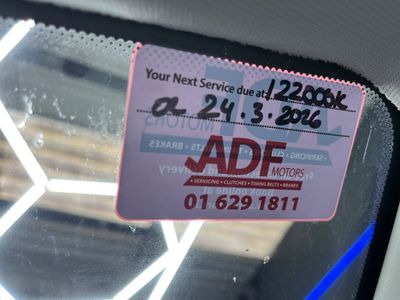 Your Next Service due at 122000K
or 24.3.2026
ADF
MOTORS
• SERVICING • CLUTCHES • TIMING BELTS • BRAKES
01 629 1811